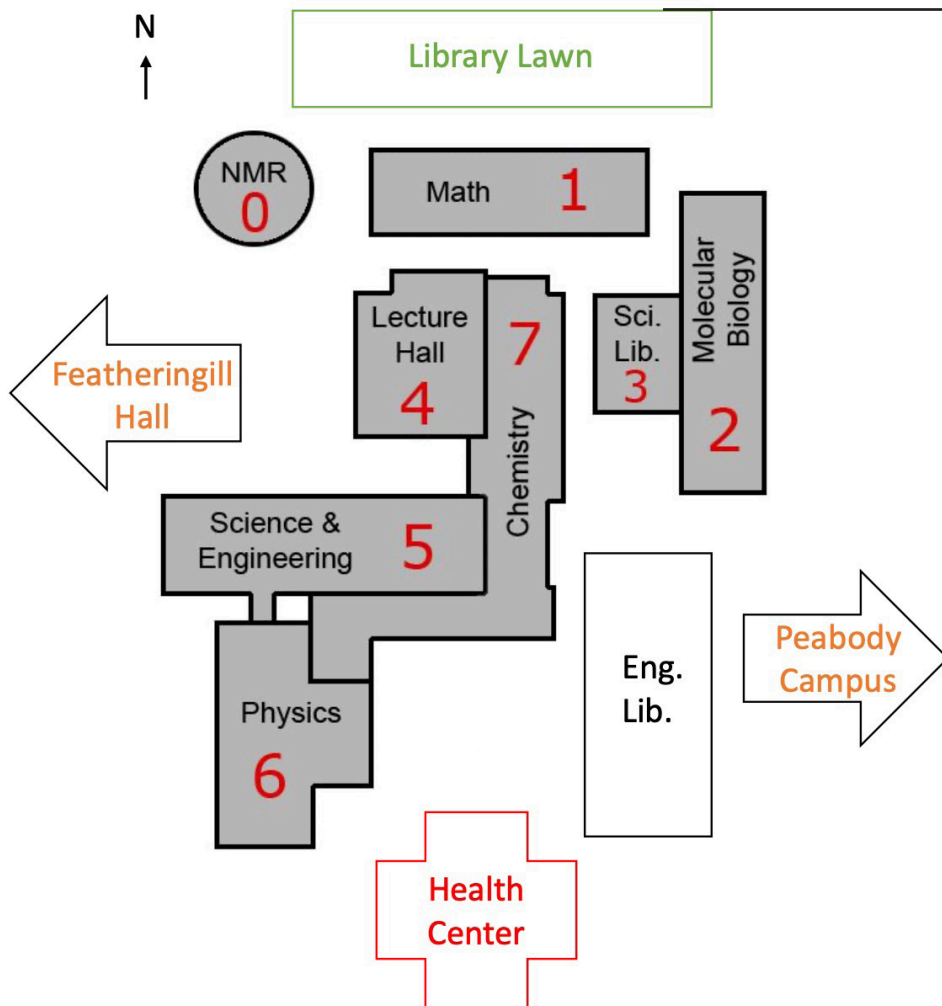 N
Library Lawn
NMR
0
Math 1
Lecture
Hall
4
7
Chemistry
Sci.
Lib.
3
Molecular
Biology
2
Featheringill
Hall
Science &
Engineering
5
Physics
6
Eng.
Lib.
Peabody
Campus
Health
Center